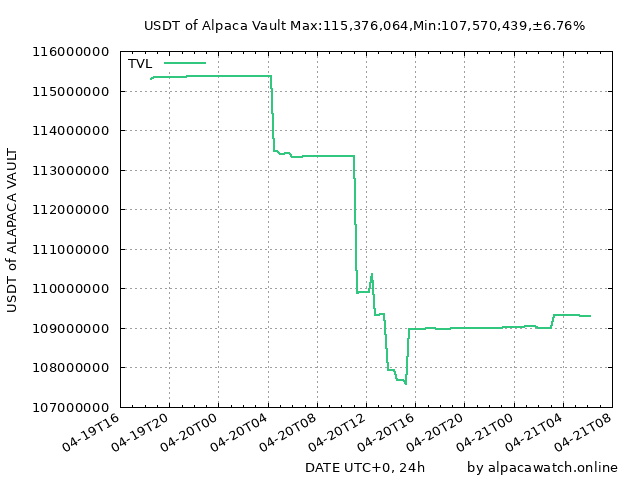 USDT of Alpaca Vault Max:115,376,064,Min:107,570,439,±6.76%
TVL
USDT of ALAPACA VAULT
116000000
115000000
114000000
113000000
112000000
111000000
110000000
109000000
108000000
107000000
04-19T16
04-19T20
04-20T00
04-20T04
04-20T08
04-20T12
04-20T16
04-20T20
04-21T00
04-21T04
04-21T08
DATE UTC+0, 24h
by alpacawatch.online